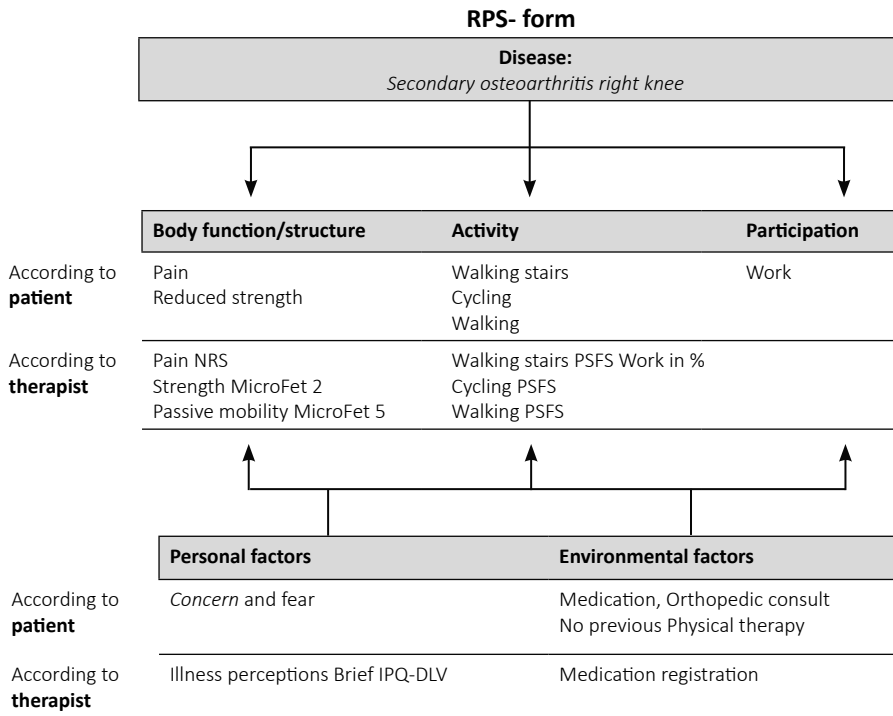 RPS- form
Disease:
Secondary osteoarthritis right knee
Body function/structure Activity Participation
According to patient
Pain Walking stairs Work
Reduced strength Cycling
Walking
According to therapist
Pain NRS Walking stairs PSFS Work in %
Strength MicroFet 2 Cycling PSFS
Passive mobility MicroFet 5 Walking PSFS
Personal factors Environmental factors
According to patient
Concern and fear Medication, Orthopedic consult
No previous Physical therapy
According to therapist
Illness perceptions Brief IPQ-DLV Medication registration